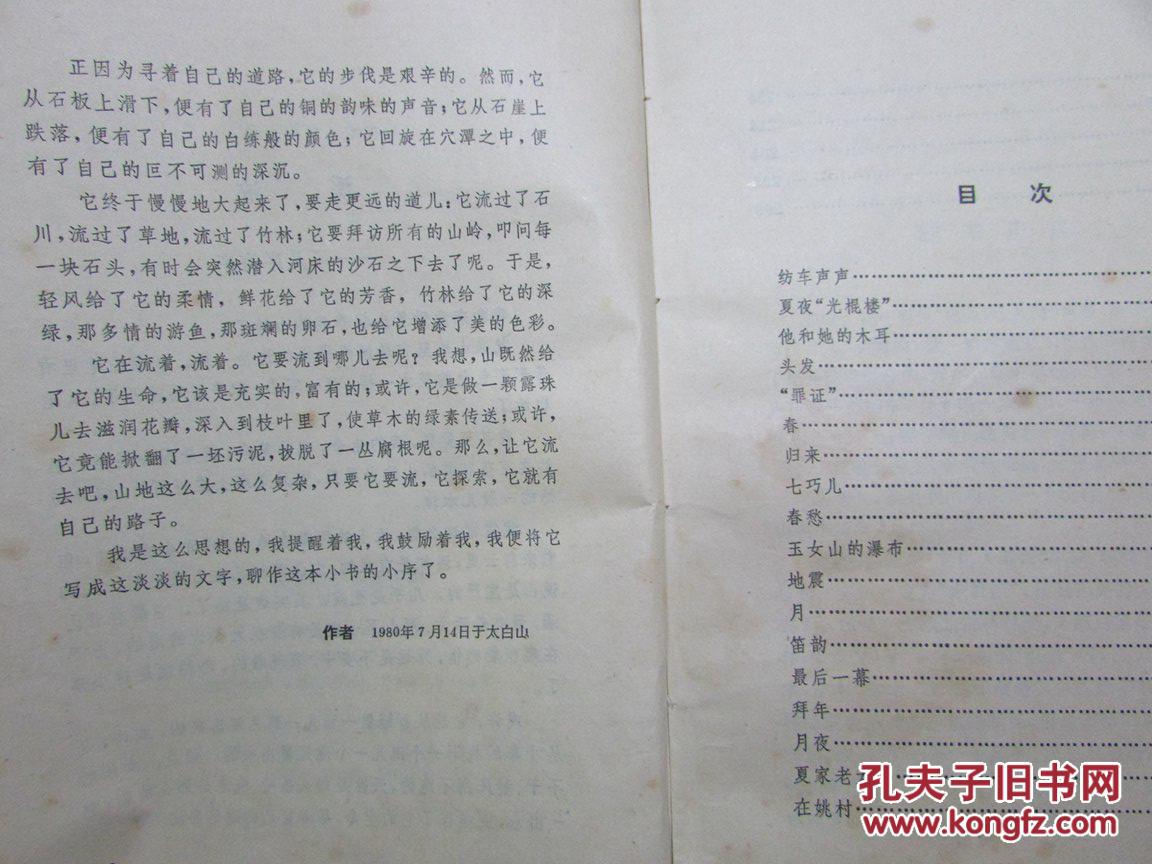 正因为寻着自己的道路，它的步伐是艰辛的。然而，它
从石板上滑下，便有了自己的铜的韵味的声音；它从石崖上
跌落，便有了自己的白练般的颜色；它回旋在穴潭之中，便
有了自己的叵不可测的深沉。
它终于慢慢地大起来了，要走更远的道儿；它流过了石
川，流过了草地，流过了竹林；它要拜访所有的山岭，叩问每
一块石头，有时会突然潜入河床的沙石之下去了呢。于是，
轻风给了它的柔情，鲜花给了它的芳香，竹林给了它的深
绿，那多情的游鱼，那斑斓的卵石，也给它增添了美的色彩。
它在流着，流着。它要流到哪儿去呢？我想，山既然给
了它的生命，它该是充实的，富有的；或许，它是做一颗露珠
儿去滋润花瓣，深入到枝叶里了，使草木的绿素传送；或许，
它竟能掀翻了一坯污泥，拨脱了一丛腐根呢。那么，让它流
去吧，山地这么大，这么复杂，只要它要流，它探索，它就有
自己的路子。
我是这么思想的，我提醒着我，我鼓励着我，我便将它
写成这淡淡的文字，聊作这本小书的小序了。
作者 1980年7月14日于太白山
目 次
纺车声声……………………
夏夜“光棍楼”……………………
他和她的木耳……………………
头发……………………
“罪证”……………………
春……………………
归来……………………
七巧儿……………………
春愁……………………
玉女山的瀑布……………………
地震……………………
月……………………
笛韵……………………
最后一幕……………………
拜年……………………
月夜……………………
夏家老
在姚村
孔夫子旧书网
www.kongfz.com